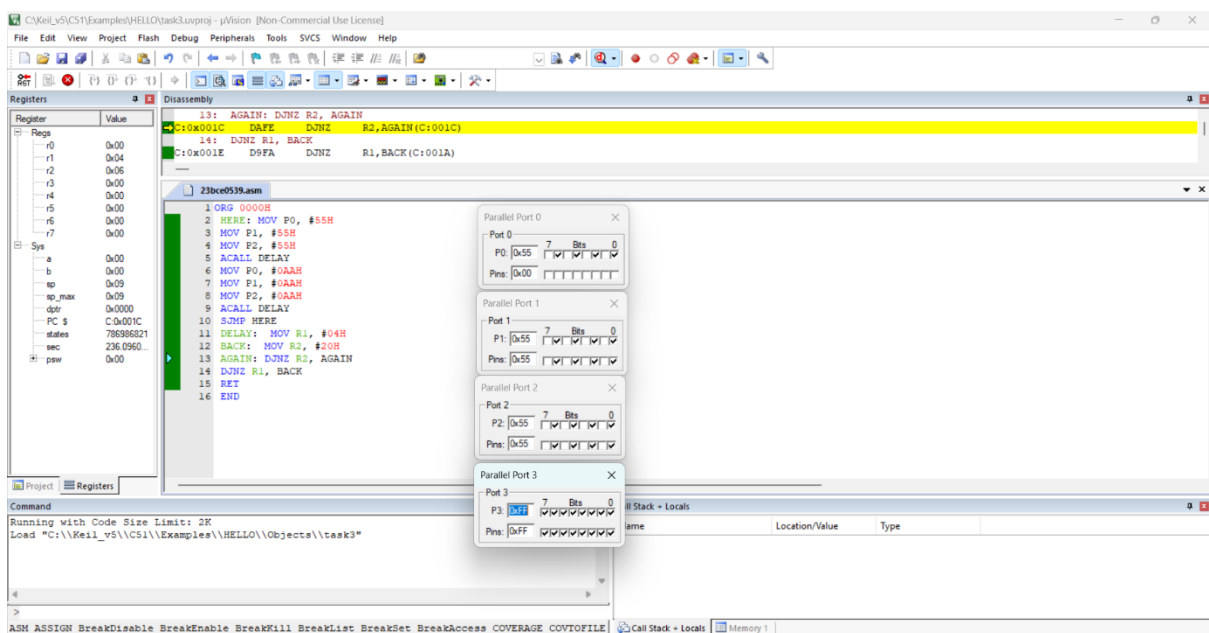 C:\Keil_v5\C51\Examples\HELLO\task3.uvproj - µVision [Non-Commercial Use License]
File Edit View Project Flash Debug Peripherals Tools SVCS Window Help
Registers
Register Value
Regs
r0 0x00
r1 0x04
r2 0x06
r3 0x00
r4 0x00
r5 0x00
r6 0x00
r7 0x00
Sys
a 0x00
b 0x00
sp 0x09
sp_max 0x09
dptr 0x0000
PC $ C:0x001C
states 786986821
sec 236.0960...
psw 0x00
Project Registers
Disassembly
13: AGAIN: DJNZ R2, AGAIN
C:0x001C DAFE DJNZ R2,AGAIN(C:001C)
14: DJNZ R1, BACK
C:0x001E D9FA DJNZ R1,BACK(C:001A)
23bce0539.asm
1 ORG 0000H
2 HERE: MOV P0, #55H
3 MOV P1, #55H
4 MOV P2, #55H
5 ACALL DELAY
6 MOV P0, #0AAH
7 MOV P1, #0AAH
8 MOV P2, #0AAH
9 ACALL DELAY
10 SJMP HERE
11 DELAY: MOV R1, #04H
12 BACK: MOV R2, #20H
13 AGAIN: DJNZ R2, AGAIN
14 DJNZ R1, BACK
15 RET
16 END
Parallel Port 0
Port 0
7 Bits 0
P0: 0x55
Pins: 0x00
Parallel Port 1
Port 1
7 Bits 0
P1: 0x55
Pins: 0x55
Parallel Port 2
Port 2
7 Bits 0
P2: 0x55
Pins: 0x55
Parallel Port 3
Port 3
7 Bits 0
P3: 0xFF
Pins: 0xFF
Command
Running with Code Size Limit: 2K
Load "C:\\Keil_v5\\C51\\Examples\\HELLO\\Objects\\task3"
>
ASM ASSIGN BreakDisable BreakEnable BreakKill BreakList BreakSet BreakAccess COVERAGE COVTOFILE
all Stack + Locals
ame Location/Value Type
Call Stack + Locals Memory 1